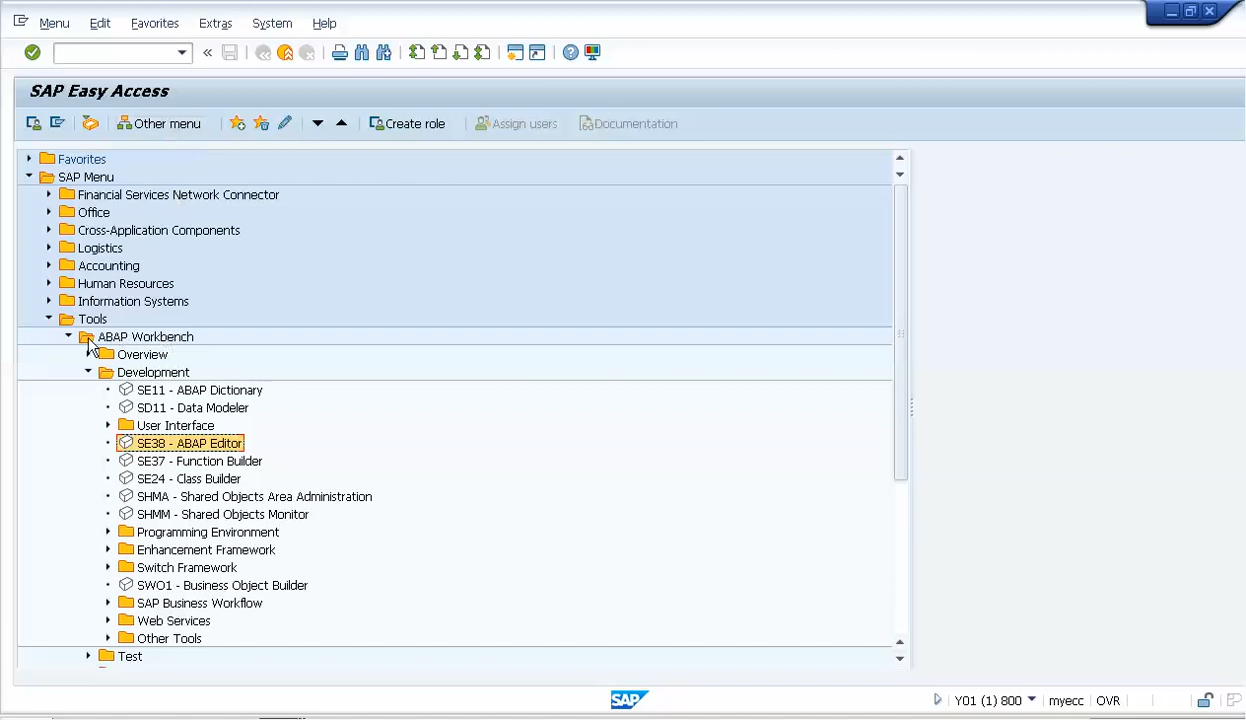 Menu Edit Favorites Extras System Help
SAP Easy Access
Other menu Create role Assign users Documentation
Favorites
SAP Menu
Financial Services Network Connector
Office
Cross-Application Components
Logistics
Accounting
Human Resources
Information Systems
Tools
ABAP Workbench
Overview
Development
SE11 - ABAP Dictionary
SD11 - Data Modeler
User Interface
SE38 - ABAP Editor
SE37 - Function Builder
SE24 - Class Builder
SHMA - Shared Objects Area Administration
SHMM - Shared Objects Monitor
Programming Environment
Enhancement Framework
Switch Framework
SWO1 - Business Object Builder
SAP Business Workflow
Web Services
Other Tools
Test
SAP Y01 (1) 800 myecc OVR